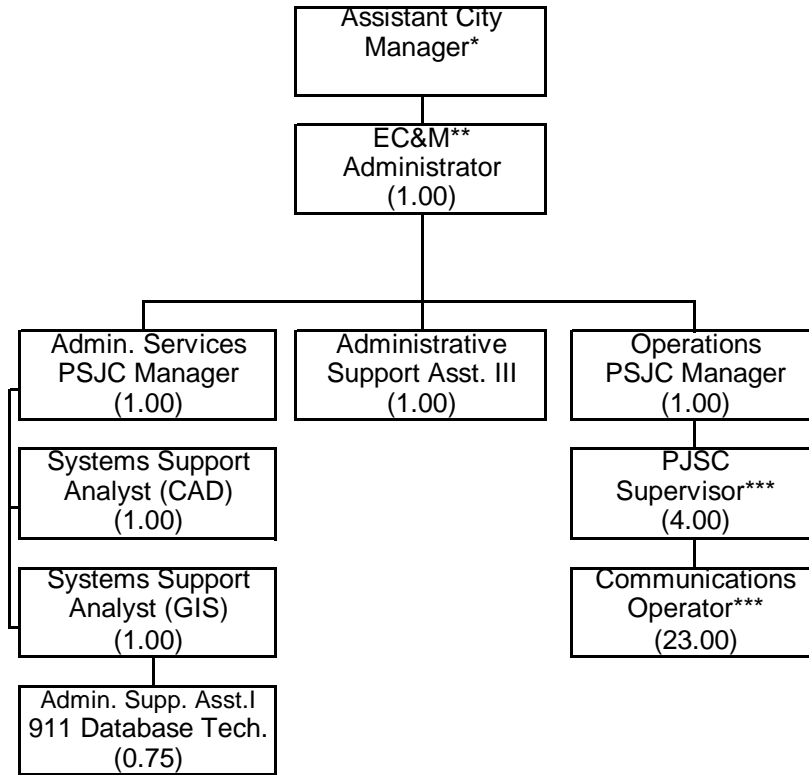 Assistant City
Manager*
EC&M**
Administrator
(1.00)
Admin. Services
PSJC Manager
(1.00)
Administrative
Support Asst. III
(1.00)
Operations
PSJC Manager
(1.00)
Systems Support
Analyst (CAD)
(1.00)
PJSC
Supervisor***
(4.00)
Systems Support
Analyst (GIS)
(1.00)
Communications
Operator***
(23.00)
Admin. Supp. Asst.I
911 Database Tech.
(0.75)